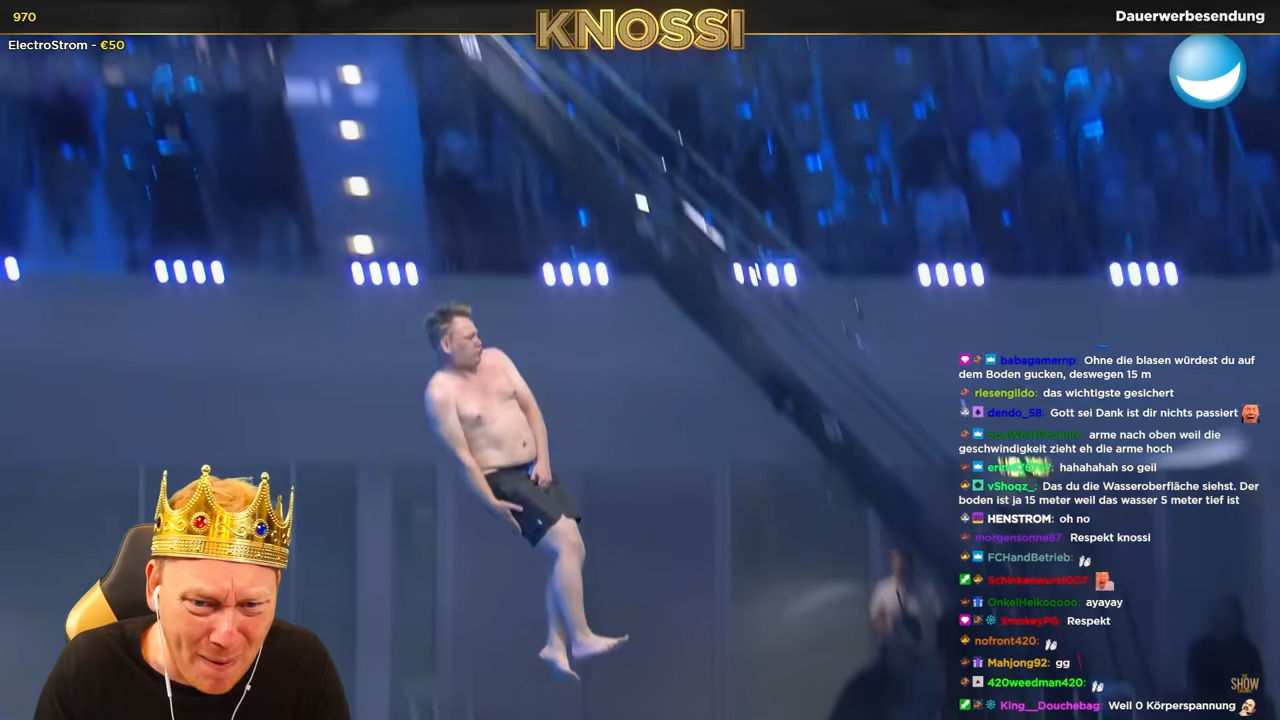 970
KNOSSI
Dauerwerbesendung
ElectroStrom - €50
babagamernp: Ohne die blasen würdest du auf
dem Boden gucken, deswegen 15 m
riesengildo: das wichtigste gesichert
dendo_58: Gott sei Dank ist dir nichts passiert
arme nach oben weil die
geschwindigkeit zieht eh die arme hoch
hahahahah so geil
vShoqz_: Das du die Wasseroberfläche siehst. Der
boden ist ja 15 meter weil das wasser 5 meter tief ist
HENSTROM: oh no
morgensonne87: Respekt knossi
FCHandBetrieb:
Schinkenwurst007:
OnkelHeikooooo: ayayay
SmokeyPG: Respekt
nofront420:
Mahjong92: gg
420weedman420:
SHOW
King__Douchebag: Weil 0 Körperspannung